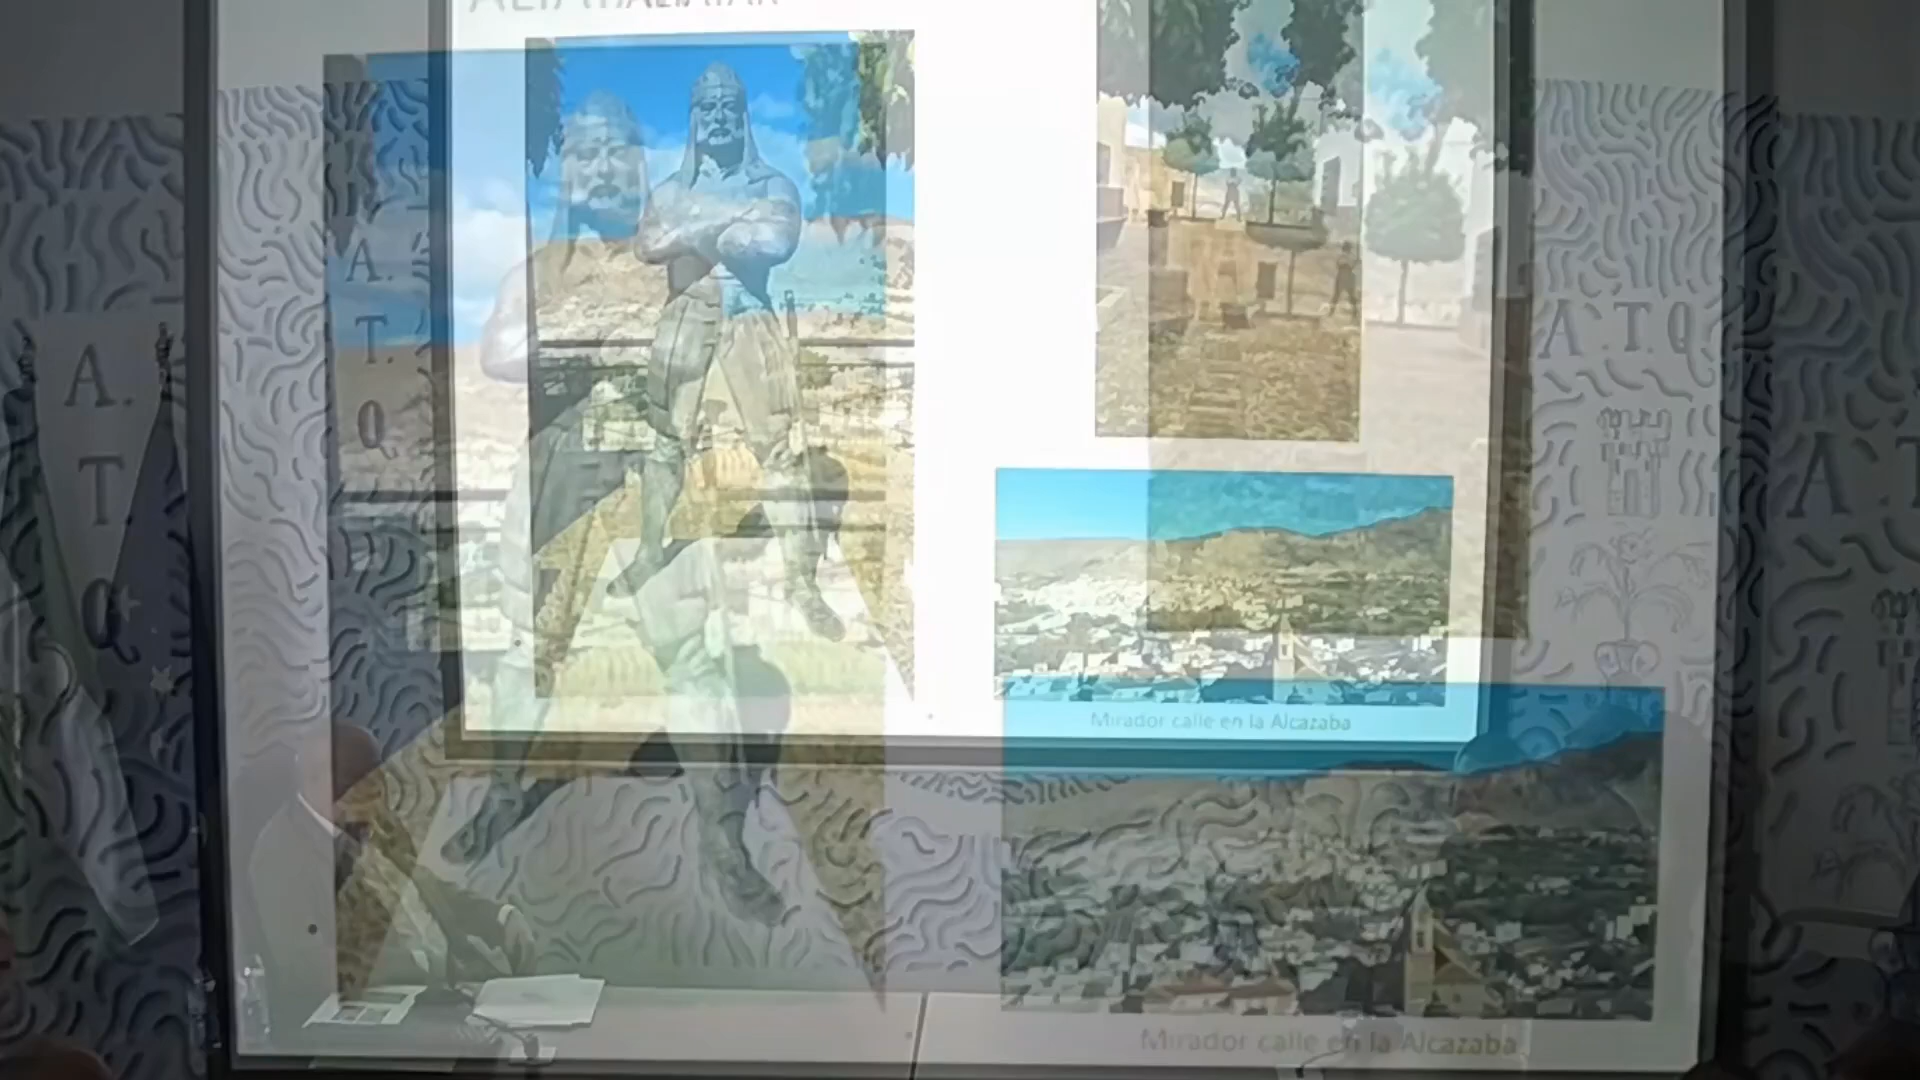 A.
T.
Q
A.
T.
Q
A.T.Q
A.T
Mirador calle en la Alcazaba
Mirador calle en la Alcazaba